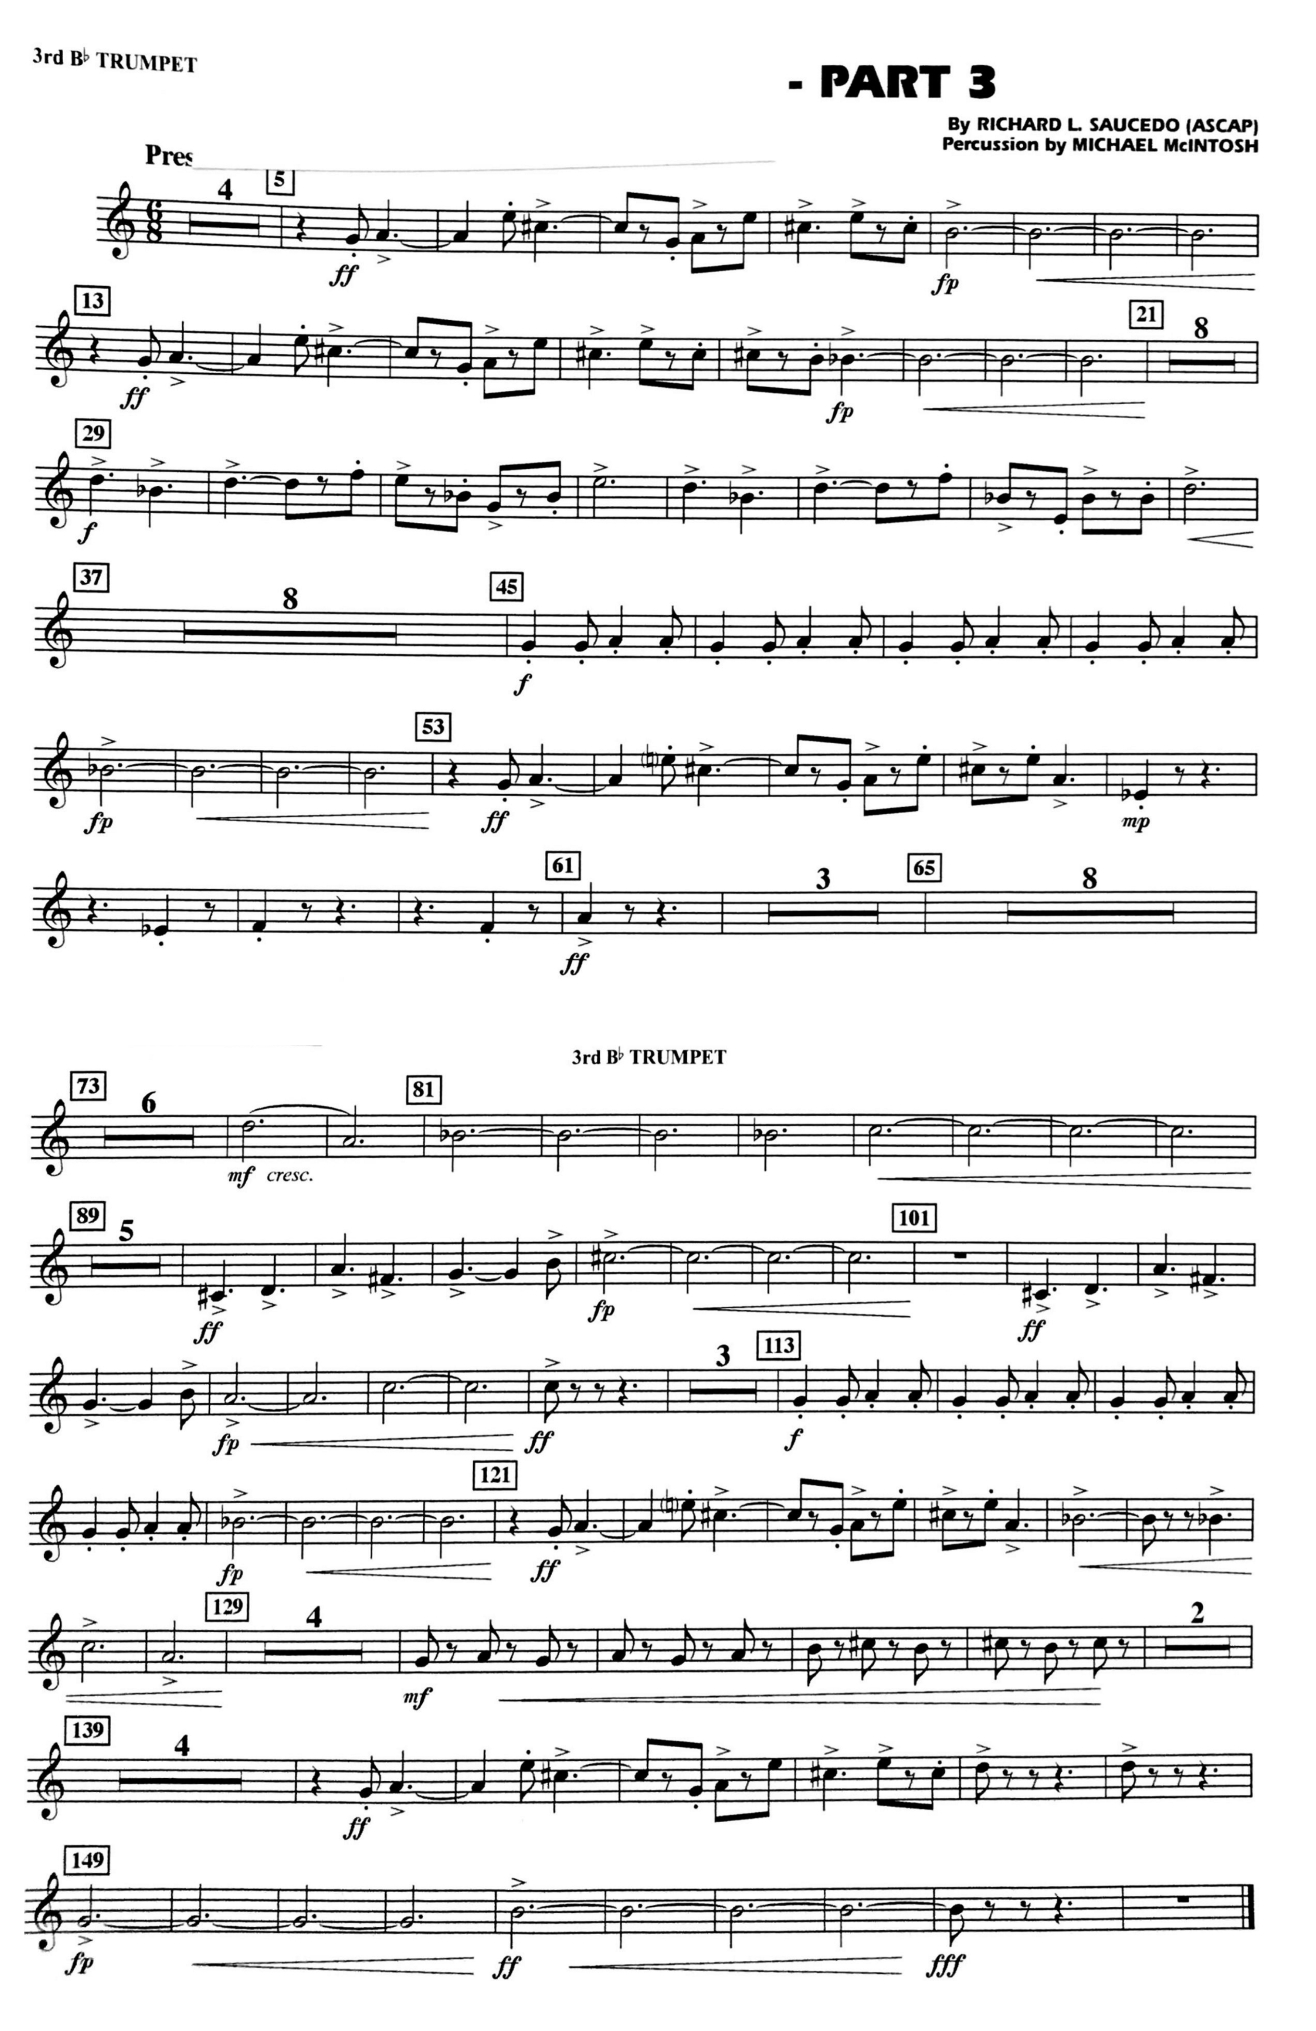 3rd B♭ TRUMPET
- PART 3
By RICHARD L. SAUCEDO (ASCAP)
Percussion by MICHAEL McINTOSH
Pres
4 5
6
8
ff fp
13 21 8
ff fp
29
f
37 8 45
f
53
fp ff mp
61 3 65 8
ff
3rd B♭ TRUMPET
73 6 81
mf cresc.
89 5 101
ff fp ff
3 113
fp ff f
121
fp ff
129 4 2
mf
139 4
ff
149
fp ff fff